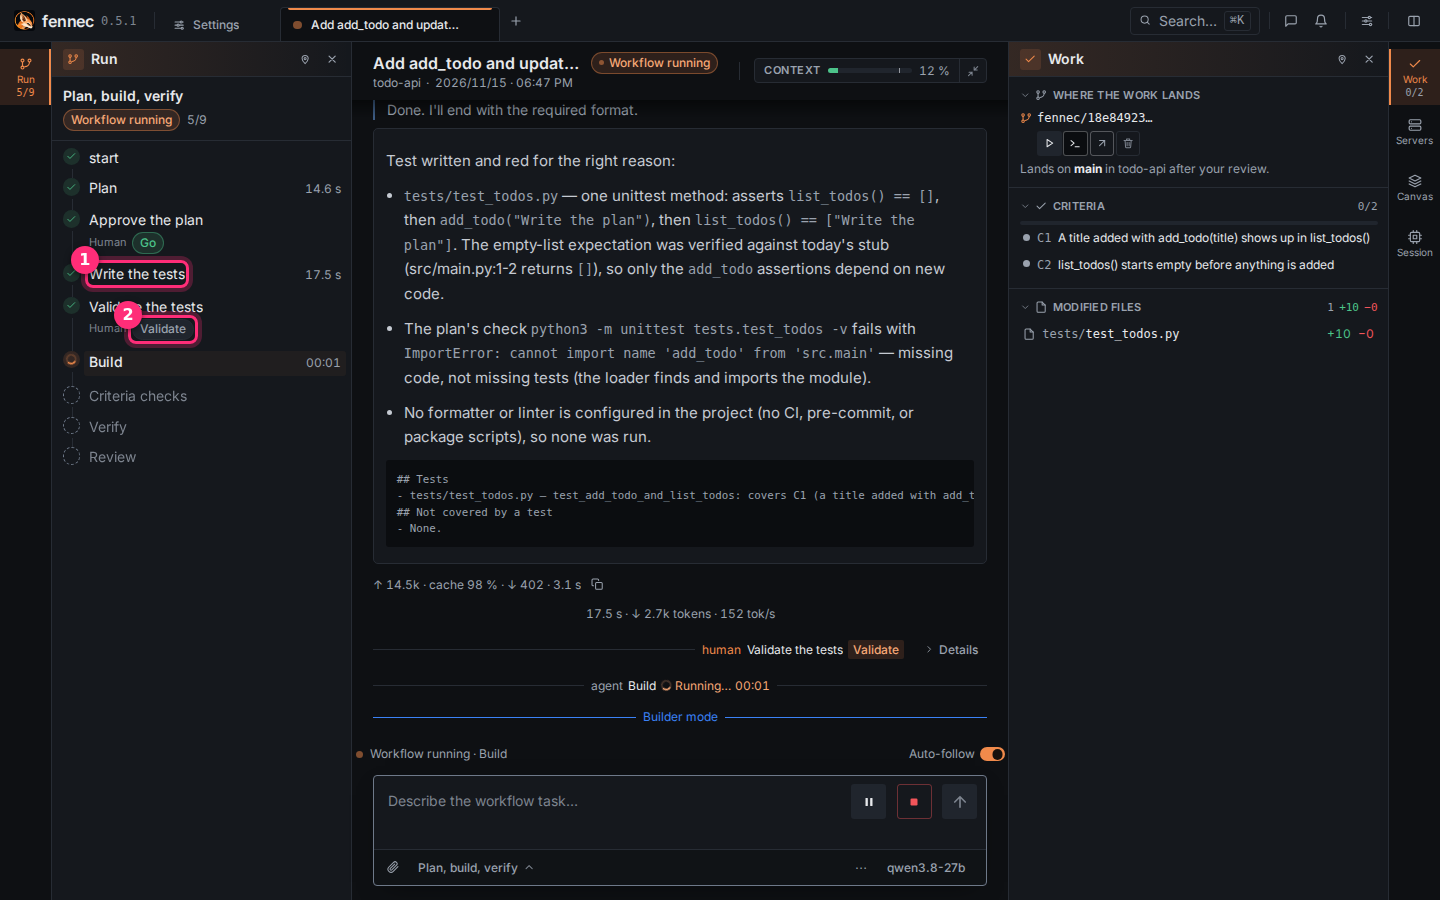 fennec 0.5.1
Settings
Add add_todo and updat...
Search... ⌘K
Run
5/9
Run
Plan, build, verify
Workflow running 5/9
start
Plan 14.6 s
Approve the plan
Human Go
1
Write the tests 17.5 s
Validate the tests
2
Human Validate
Build 00:01
Criteria checks
Verify
Review
Add add_todo and updat... Workflow running
todo-api · 2026/11/15 · 06:47 PM
CONTEXT 12 %
Done. I'll end with the required format.
Test written and red for the right reason:
• tests/test_todos.py — one unittest method: asserts list_todos() == [],
then add_todo("Write the plan"), then list_todos() == ["Write the
plan"]. The empty-list expectation was verified against today's stub
(src/main.py:1-2 returns []), so only the add_todo assertions depend on new
code.
• The plan's check python3 -m unittest tests.test_todos -v fails with
ImportError: cannot import name 'add_todo' from 'src.main' — missing
code, not missing tests (the loader finds and imports the module).
• No formatter or linter is configured in the project (no CI, pre-commit, or
package scripts), so none was run.
## Tests
- tests/test_todos.py — test_add_todo_and_list_todos: covers C1 (a title added with add_t
## Not covered by a test
- None.
↑ 14.5k · cache 98 % · ↓ 402 · 3.1 s
17.5 s · ↓ 2.7k tokens · 152 tok/s
human Validate the tests Validate Details
agent Build Running... 00:01
Builder mode
Workflow running · Build Auto-follow
Describe the workflow task...
Plan, build, verify ··· qwen3.8-27b
Work
WHERE THE WORK LANDS
fennec/18e84923…
Lands on main in todo-api after your review.
CRITERIA 0/2
C1 A title added with add_todo(title) shows up in list_todos()
C2 list_todos() starts empty before anything is added
MODIFIED FILES 1 +10 −0
tests/test_todos.py +10 −0
Work
0/2
Servers
Canvas
Session